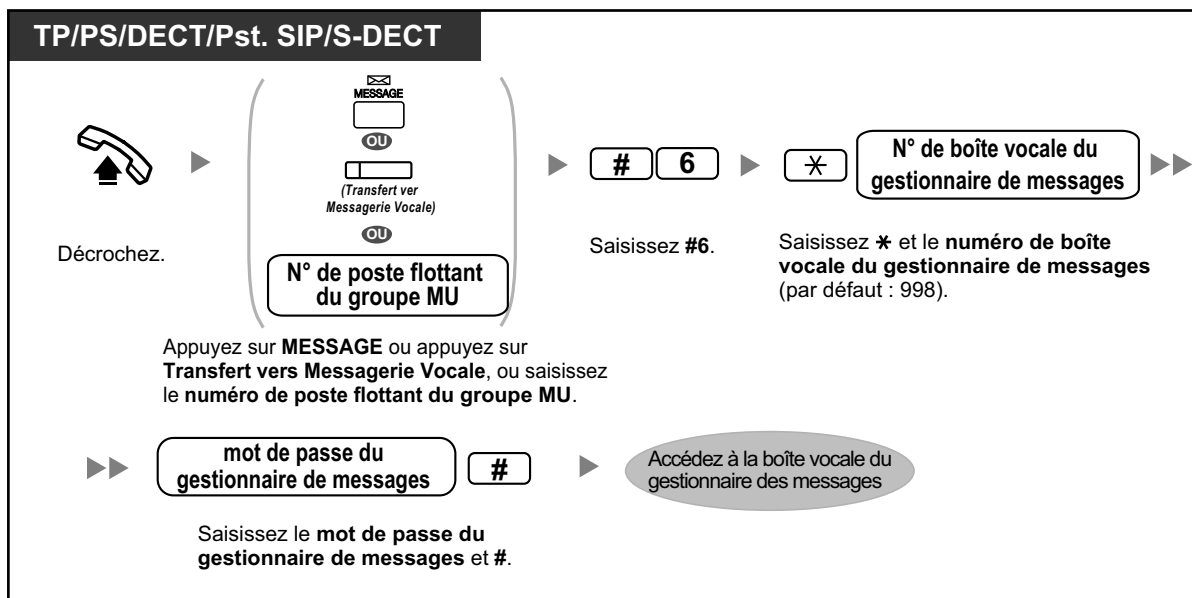 TP/PS/DECT/Pst. SIP/S-DECT
MESSAGE
OU
(Transfert ver
Messagerie Vocale)
OU
N° de poste flottant
du groupe MU
# 6
* N° de boîte vocale du
gestionnaire de messages
Décrochez.
Appuyez sur MESSAGE ou appuyez sur
Transfert vers Messagerie Vocale, ou saisissez
le numéro de poste flottant du groupe MU.
Saisissez #6.
Saisissez * et le numéro de boîte
vocale du gestionnaire de messages
(par défaut : 998).
mot de passe du
gestionnaire de messages
#
Saisissez le mot de passe du
gestionnaire de messages et #.
Accédez à la boîte vocale du
gestionnaire des messages